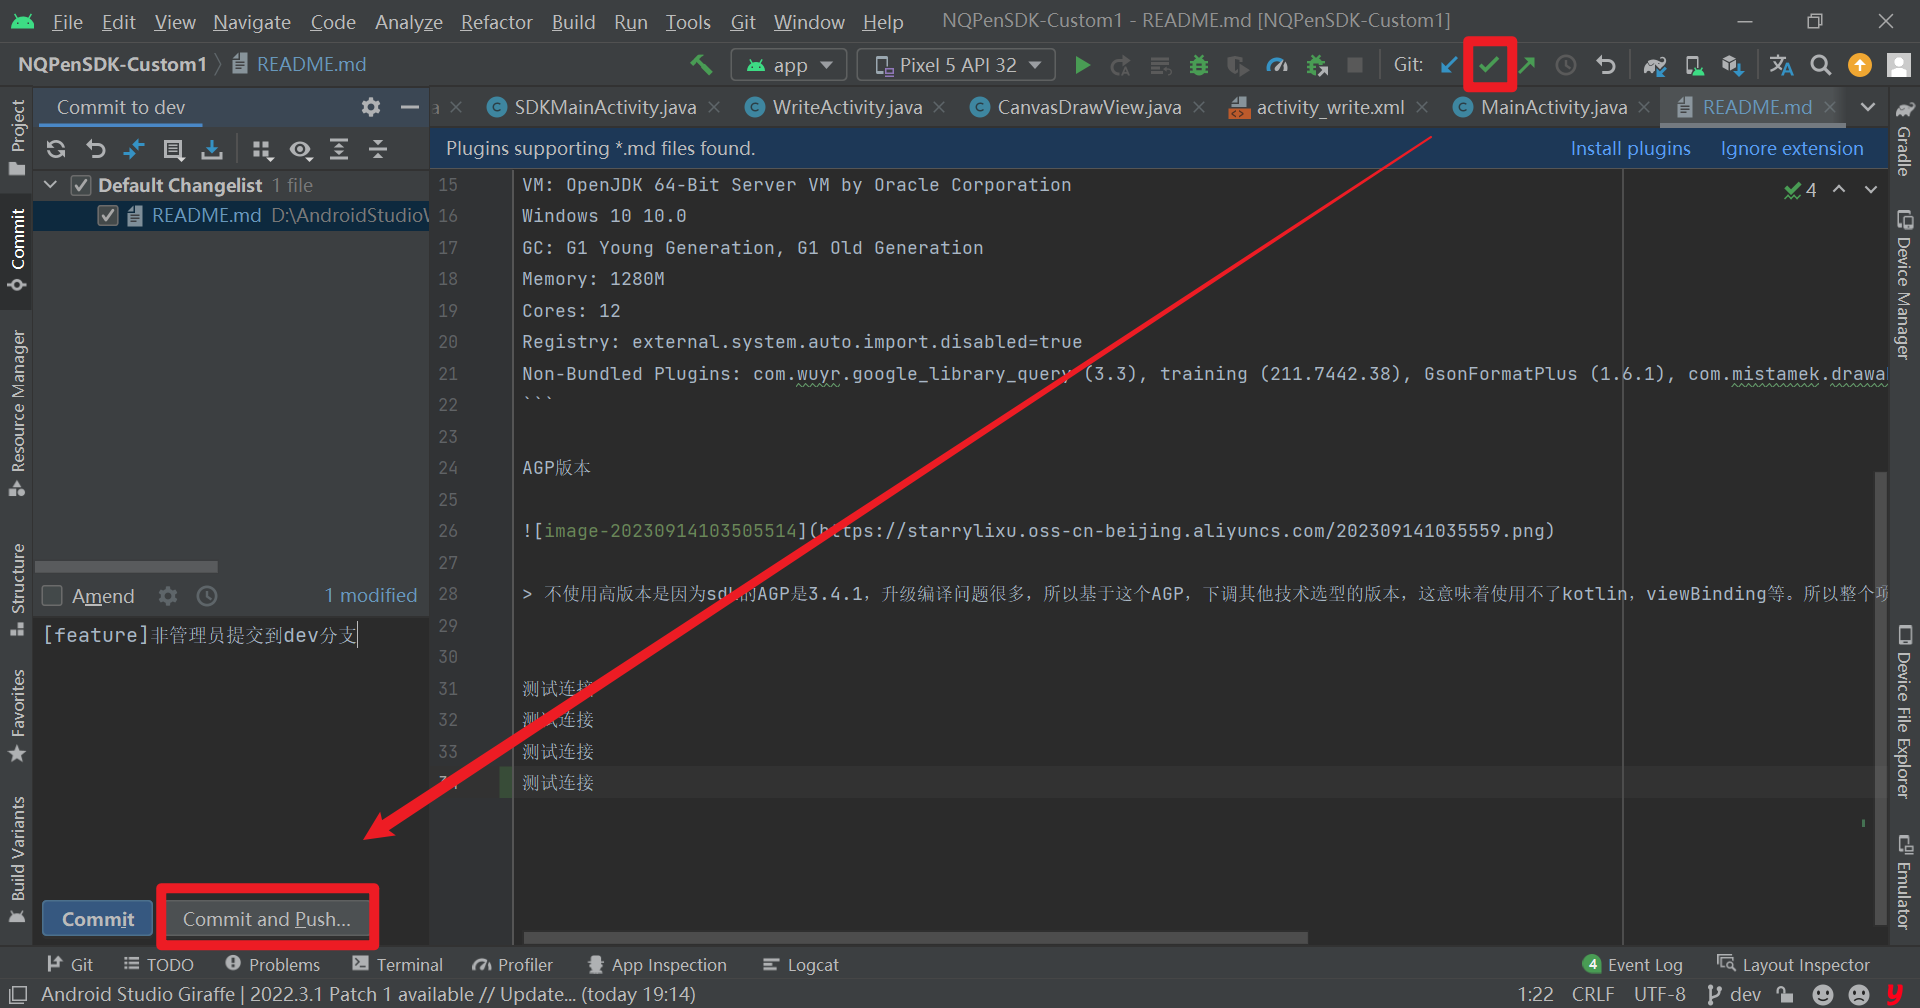 File Edit View Navigate Code Analyze Refactor Build Run Tools Git Window Help NQPenSDK-Custom1 - README.md [NQPenSDK-Custom1]
NQPenSDK-Custom1 README.md app Pixel 5 API 32 Git:
Commit to dev
SDKMainActivity.java WriteActivity.java CanvasDrawView.java activity_write.xml MainActivity.java README.md
Plugins supporting *.md files found. Install plugins Ignore extension
Default Changelist 1 file
README.md D:\AndroidStudio
Amend 1 modified
[feature]非管理员提交到dev分支
Commit Commit and Push...
15 VM: OpenJDK 64-Bit Server VM by Oracle Corporation
16 Windows 10 10.0
17 GC: G1 Young Generation, G1 Old Generation
18 Memory: 1280M
19 Cores: 12
20 Registry: external.system.auto.import.disabled=true
21 Non-Bundled Plugins: com.wuyr.google_library_query (3.3), training (211.7442.38), GsonFormatPlus (1.6.1), com.mistamek.drawa
22 ```
23
24 AGP版本
25
26 ![image-20230914103505514](https://starrylixu.oss-cn-beijing.aliyuncs.com/202309141035559.png)
27
28 > 不使用高版本是因为sdk的AGP是3.4.1，升级编译问题很多，所以基于这个AGP，下调其他技术选型的版本，这意味着使用不了kotlin，viewBinding等。所以整个项
29
30
31 测试连接
32 测试连接
33 测试连接
测试连接
4
Project
Commit
Resource Manager
Structure
Favorites
Build Variants
Gradle
Device Manager
Device File Explorer
Emulator
Git TODO Problems Terminal Profiler App Inspection Logcat 4 Event Log Layout Inspector
Android Studio Giraffe | 2022.3.1 Patch 1 available // Update... (today 19:14) 1:22 CRLF UTF-8 dev